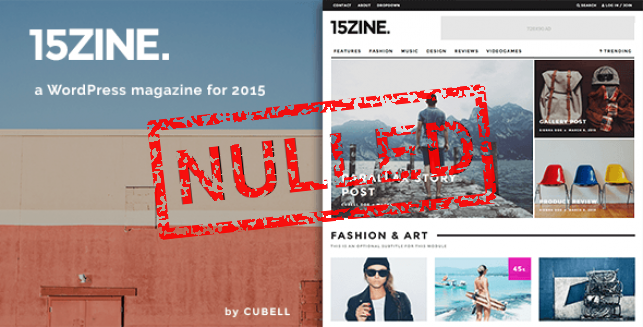 15ZINE.
a WordPress magazine for 2015
by CUBELL
NULLED
CONTACT ABOUT DROPDOWN
SEARCH LOG IN / JOIN
15ZINE.
FEATURES FASHION MUSIC DESIGN REVIEWS VIDEOGAMES
TRENDING
GALLERY POST
PARALLAX STORY
POST
PRODUCT REVIEW
FASHION & ART
THIS IS AN OPTIONAL SUBTITLE FOR THIS MODULE